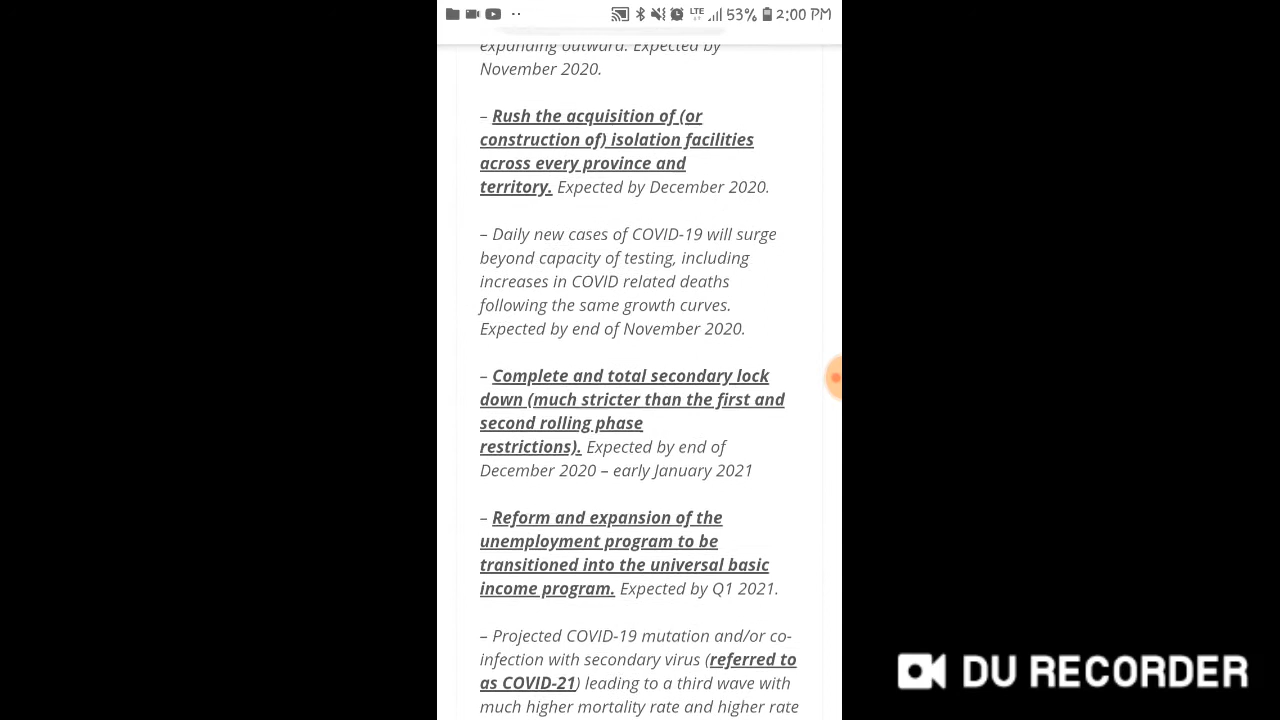 LTE 53% 2:00 PM
expanding outward. Expected by
November 2020.
– Rush the acquisition of (or
construction of) isolation facilities
across every province and
territory. Expected by December 2020.
– Daily new cases of COVID-19 will surge
beyond capacity of testing, including
increases in COVID related deaths
following the same growth curves.
Expected by end of November 2020.
– Complete and total secondary lock
down (much stricter than the first and
second rolling phase
restrictions). Expected by end of
December 2020 – early January 2021
– Reform and expansion of the
unemployment program to be
transitioned into the universal basic
income program. Expected by Q1 2021.
– Projected COVID-19 mutation and/or co-
infection with secondary virus (referred to
as COVID-21) leading to a third wave with
much higher mortality rate and higher rate
DU RECORDER